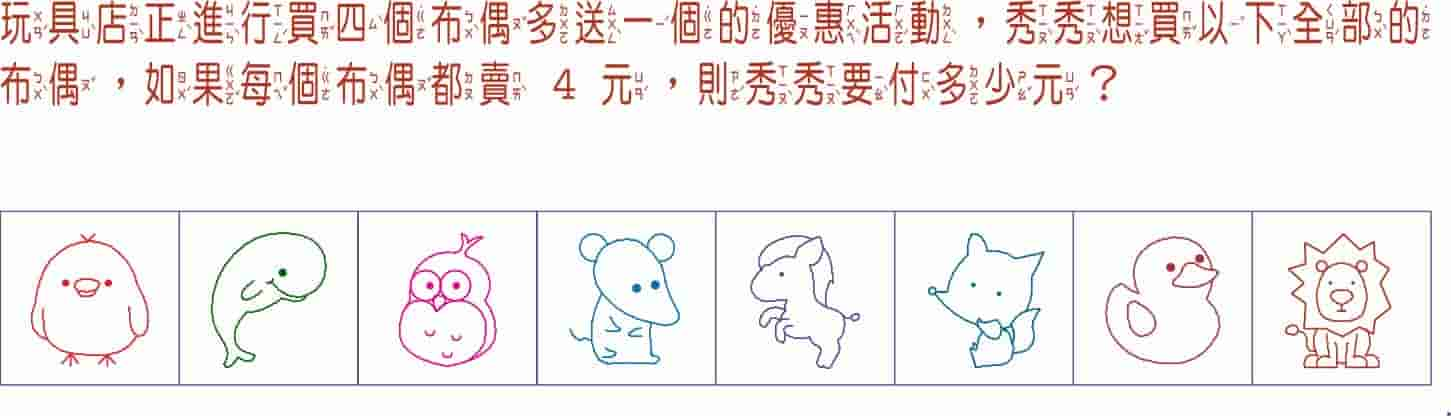 玩具店正進行買四個布偶多送一個的優惠活動，秀秀想買以下全部的
布偶，如果每個布偶都賣 4 元，則秀秀要付多少元？